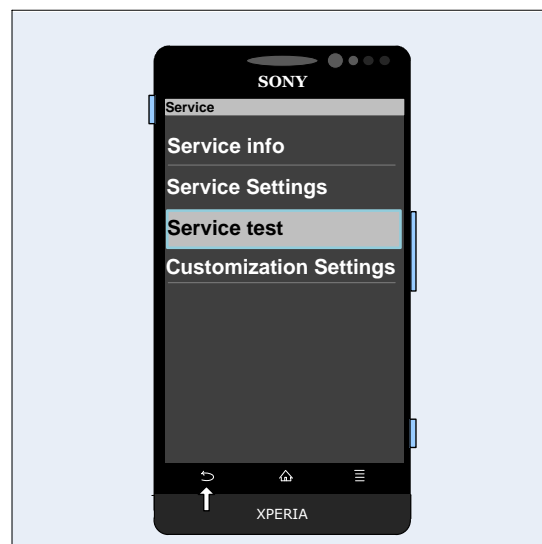 SONY
Service
Service info
Service Settings
Service test
Customization Settings
XPERIA